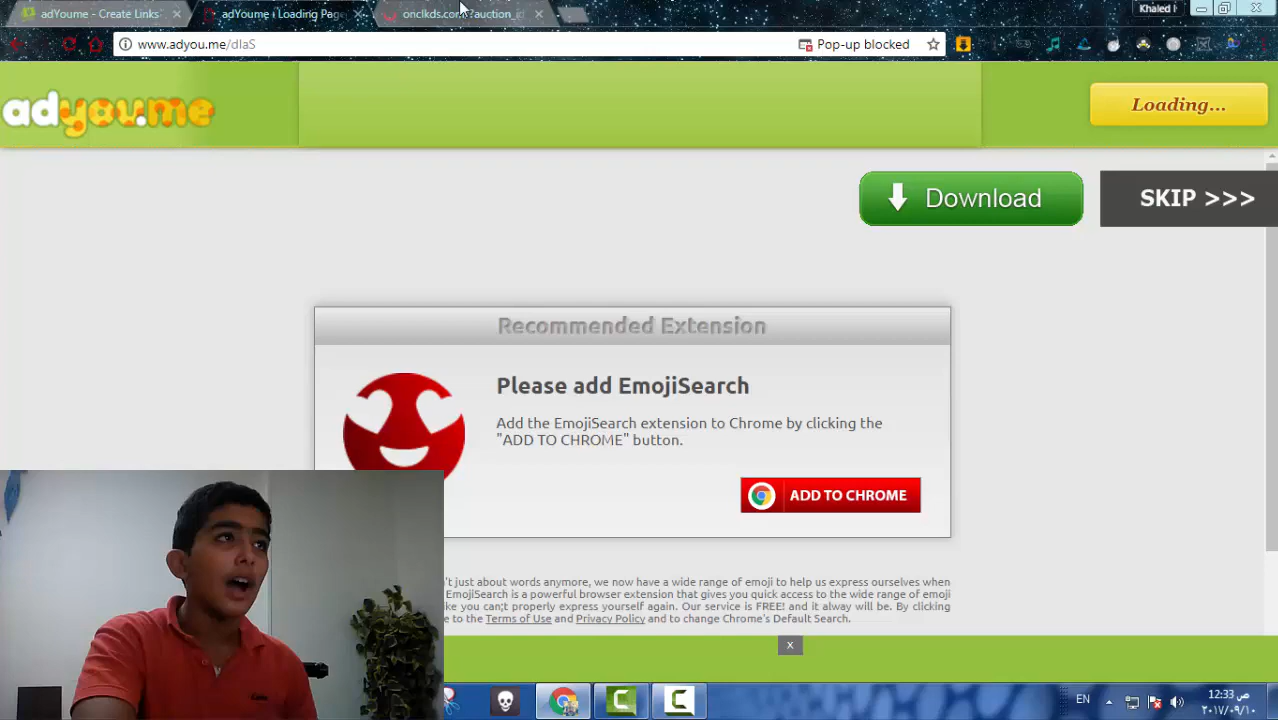 adYoume - Create Links
adYoume | Loading Pag
onclkds.com
?auction_id
Khaled
www.adyou.me/dlaS
Pop-up blocked
adyou.me
Loading...
Download
SKIP >>>
Recommended Extension
Please add EmojiSearch
Add the EmojiSearch extension to Chrome by clicking the
"ADD TO CHROME" button.
ADD TO CHROME
't just about words anymore, we now have a wide range of emoji to help us express ourselves when
EmojiSearch is a powerful browser extension that gives you quick access to the wide range of emoji
ike you can;t properly express yourself again. Our service is FREE! and it alway will be. By clicking
e to the Terms of Use and Privacy Policy and to change Chrome's Default Search.
x
EN
12:33 ص
٢٠١٧/٠٩/١٠